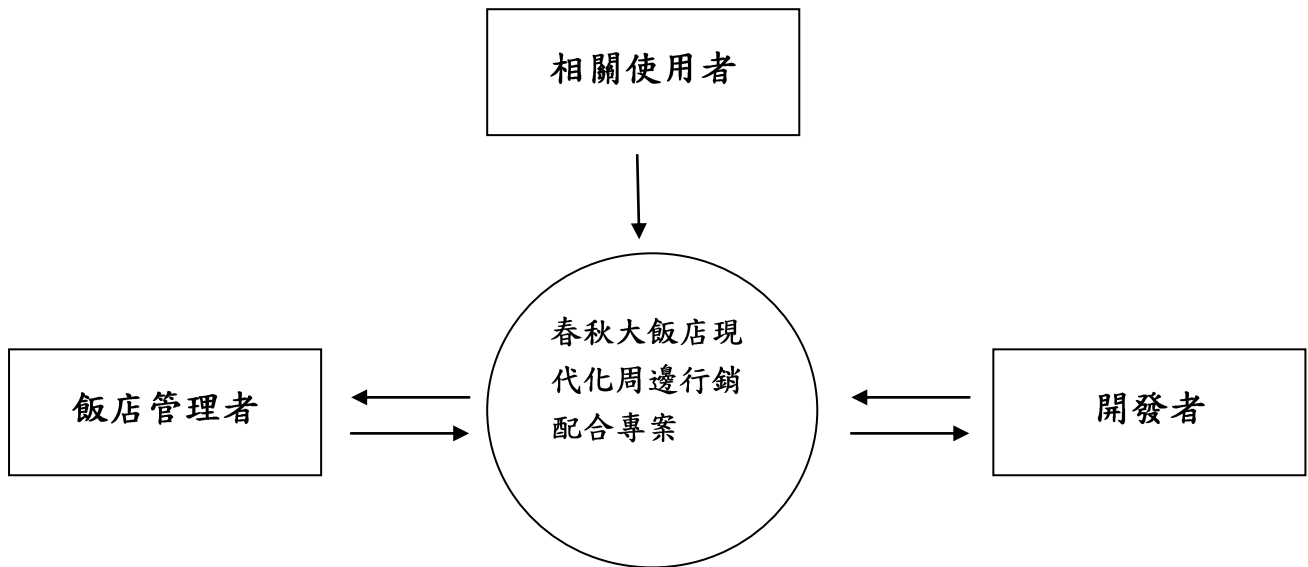 相關使用者
春秋大飯店現
代化周邊行銷
配合專案
飯店管理者
開發者